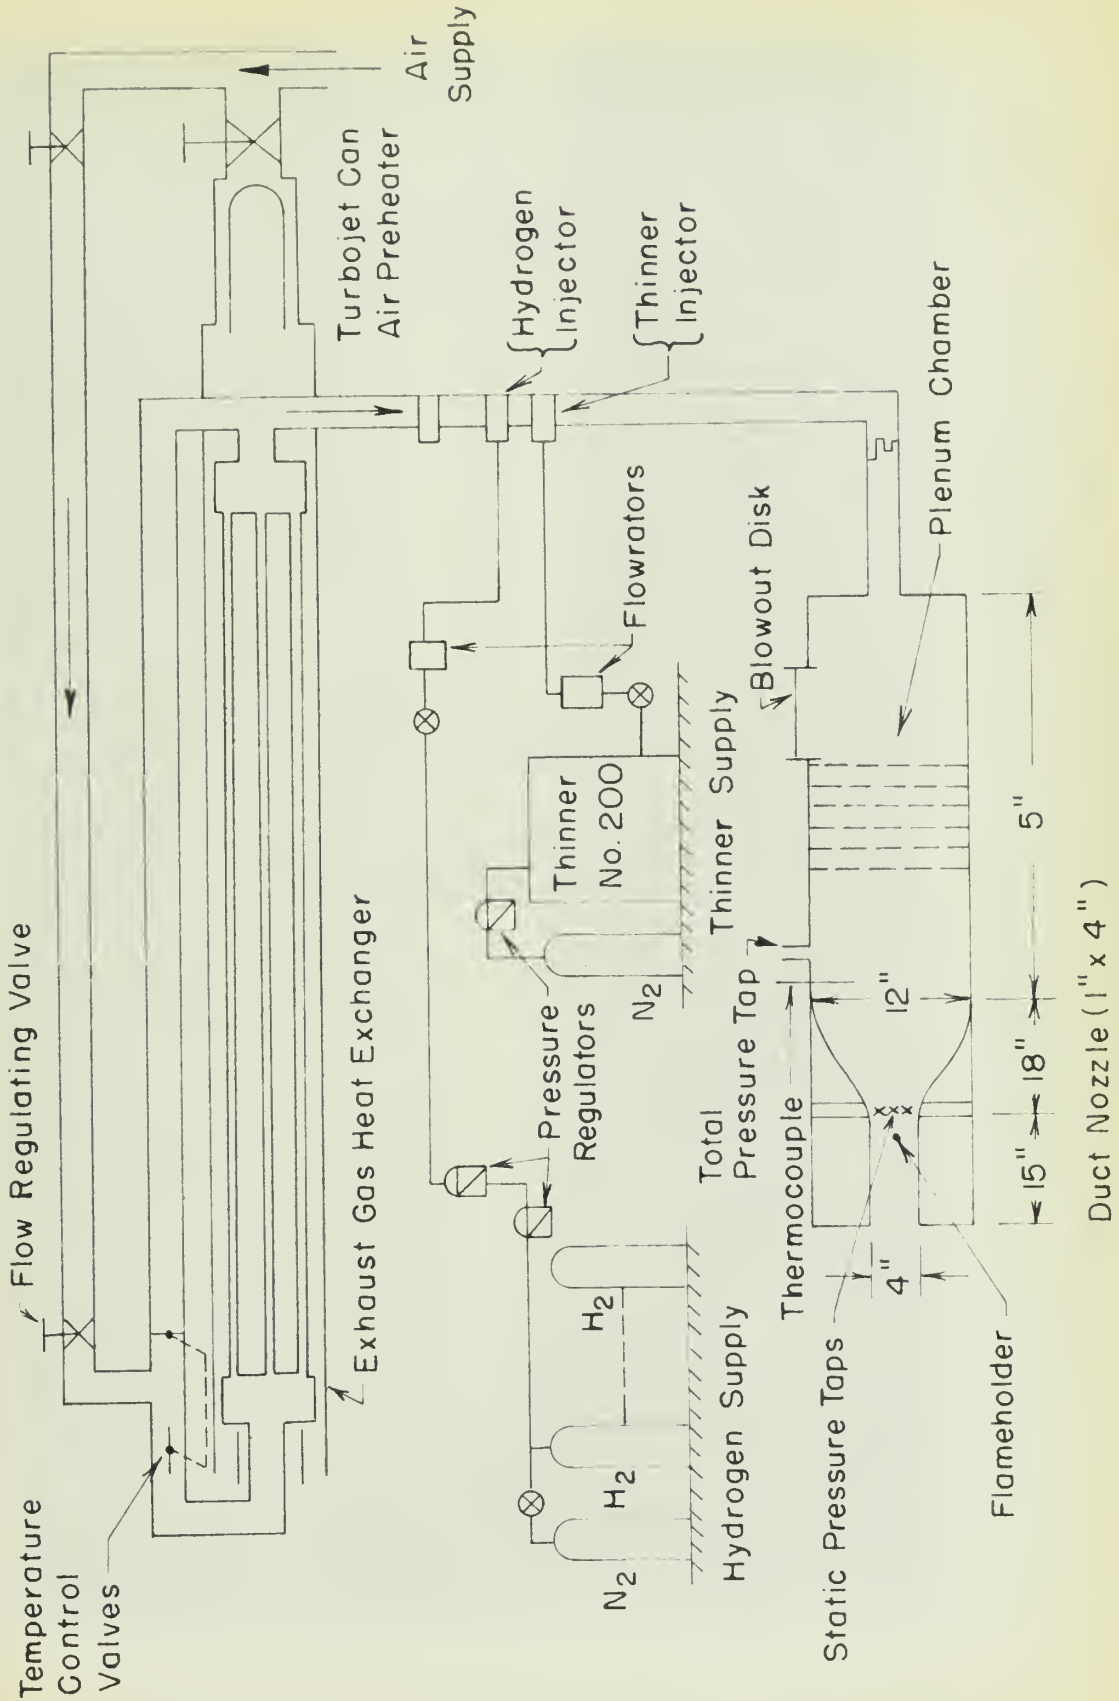 Temperature
Control
Valves
Flow Regulating Valve
Air
Supply
Turbojet Can
Air Preheater
Exhaust Gas Heat Exchanger
Hydrogen
Injector
Thinner
Injector
Pressure
Regulators
Flowrators
Thinner
No. 200
N2
Thinner Supply
H2
H2
N2
Hydrogen Supply
Total
Pressure Tap
Thermocouple
Blowout Disk
Plenum Chamber
Static Pressure Taps
Flameholder
4"
12"
15"
18"
5"
Duct Nozzle (1" x 4")